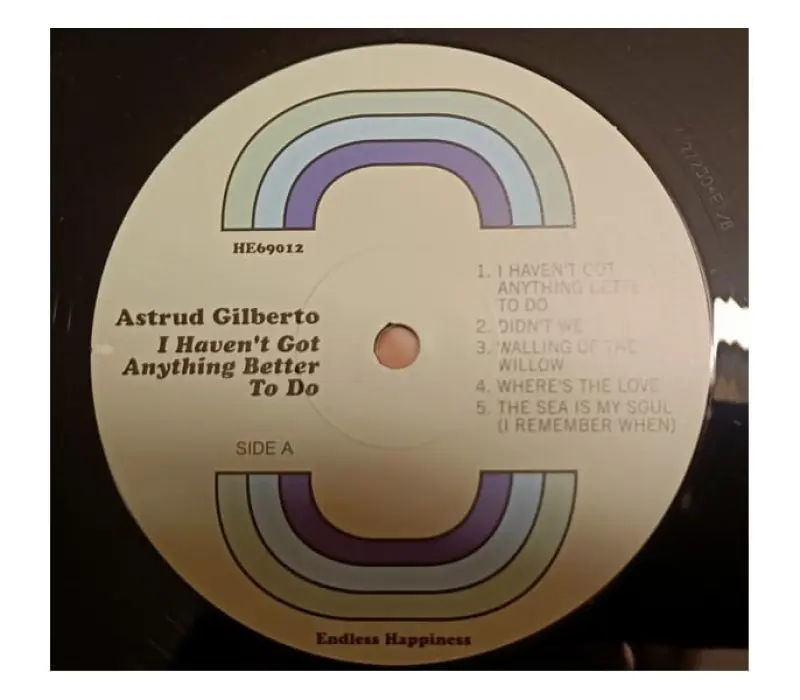 HE69012
Astrud Gilberto
I Haven't Got
Anything Better
To Do
SIDE A
1. I HAVEN'T GOT
ANYTHING BETTE
TO DO
2. DIDN'T WE
3. WALLING OF THE
WILLOW
4. WHERE'S THE LOVE
5. THE SEA IS MY SOUL
(I REMEMBER WHEN)
Endless Happiness